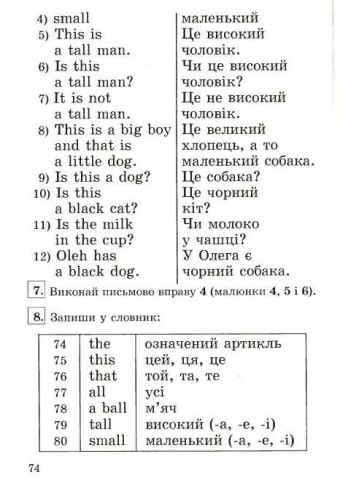 4) small маленький
5) This is Це високий
a tall man. чоловік.
6) Is this Чи це високий
a tall man? чоловік?
7) It is not Це не високий
a tall man. чоловік.
8) This is a big boy Це великий
and that is хлопець, а то
a little dog. маленький собака.
9) Is this a dog? Це собака?
10) Is this Це чорний
a black cat? кіт?
11) Is the milk Чи молоко
in the cup? у чашці?
12) Oleh has У Олега є
a black dog. чорний собака.
7. Виконай письмово вправу 4 (малюнки 4, 5 і 6).
8. Запиши у словник:
74 the означений артикль
75 this цей, ця, це
76 that той, та, те
77 all усі
78 a ball м’яч
79 tall високий (-а, -е, -і)
80 small маленький (-а, -е, -і)
74